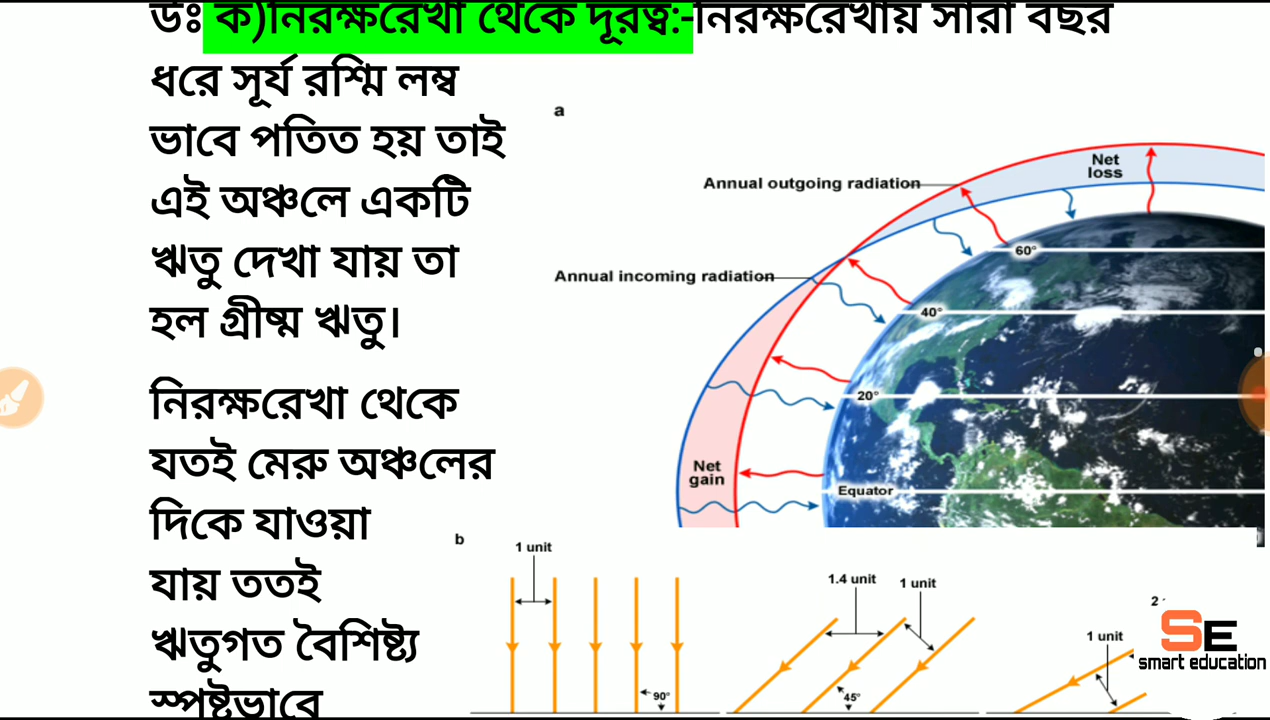 উঃ ক)নিরক্ষরেখা থেকে দূরত্ব:-নিরক্ষরেখায় সারা বছর
ধরে সূর্য রশ্মি লম্ব
ভাবে পতিত হয় তাই
এই অঞ্চলে একটি
ঋতু দেখা যায় তা
হল গ্রীষ্ম ঋতু।
নিরক্ষরেখা থেকে
যতই মেরু অঞ্চলের
দিকে যাওয়া
যায় ততই
ঋতুগত বৈশিষ্ট্য
স্পষ্টভাবে
a
Net
loss
Annual outgoing radiation
60°
Annual incoming radiation
40°
20°
Net
gain
Equator
b
1 unit
90°
1.4 unit
1 unit
45°
2
1 unit
SE
smart education